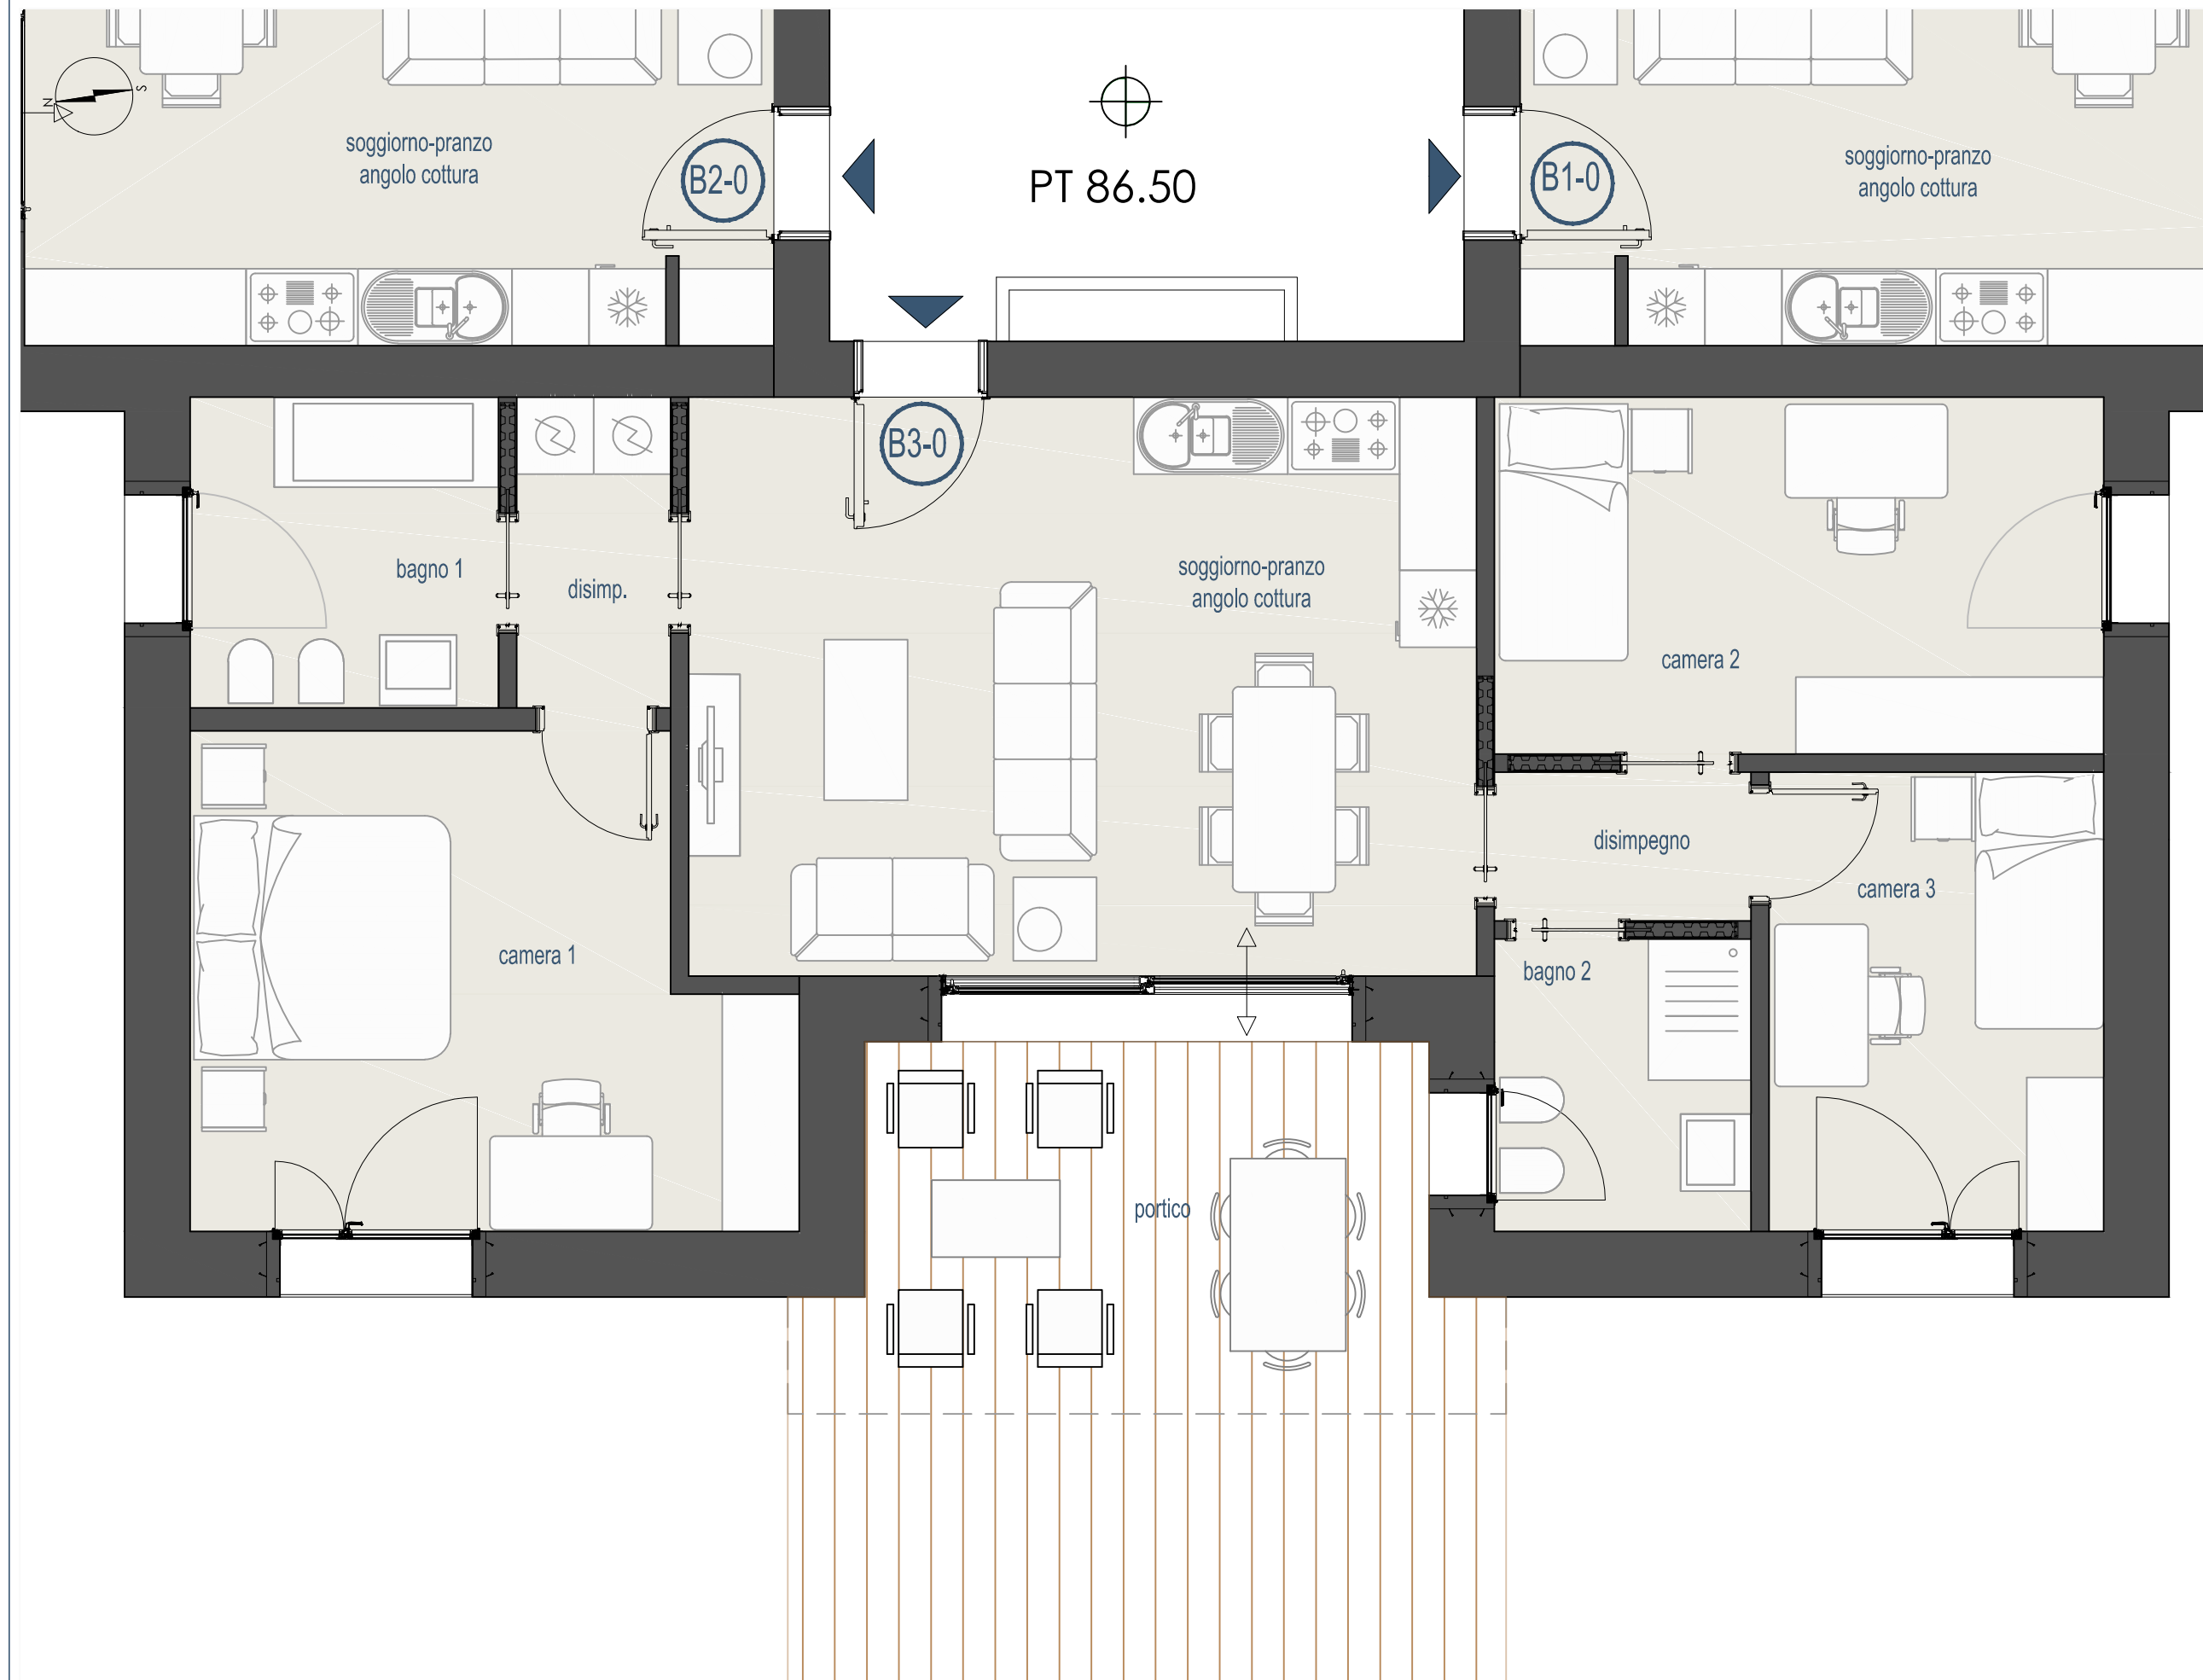 N
S
soggiorno-pranzo
angolo cottura
B2-0
PT 86.50
B1-0
soggiorno-pranzo
angolo cottura
B3-0
bagno 1
disimp.
soggiorno-pranzo
angolo cottura
camera 2
disimpegno
camera 3
camera 1
bagno 2
portico